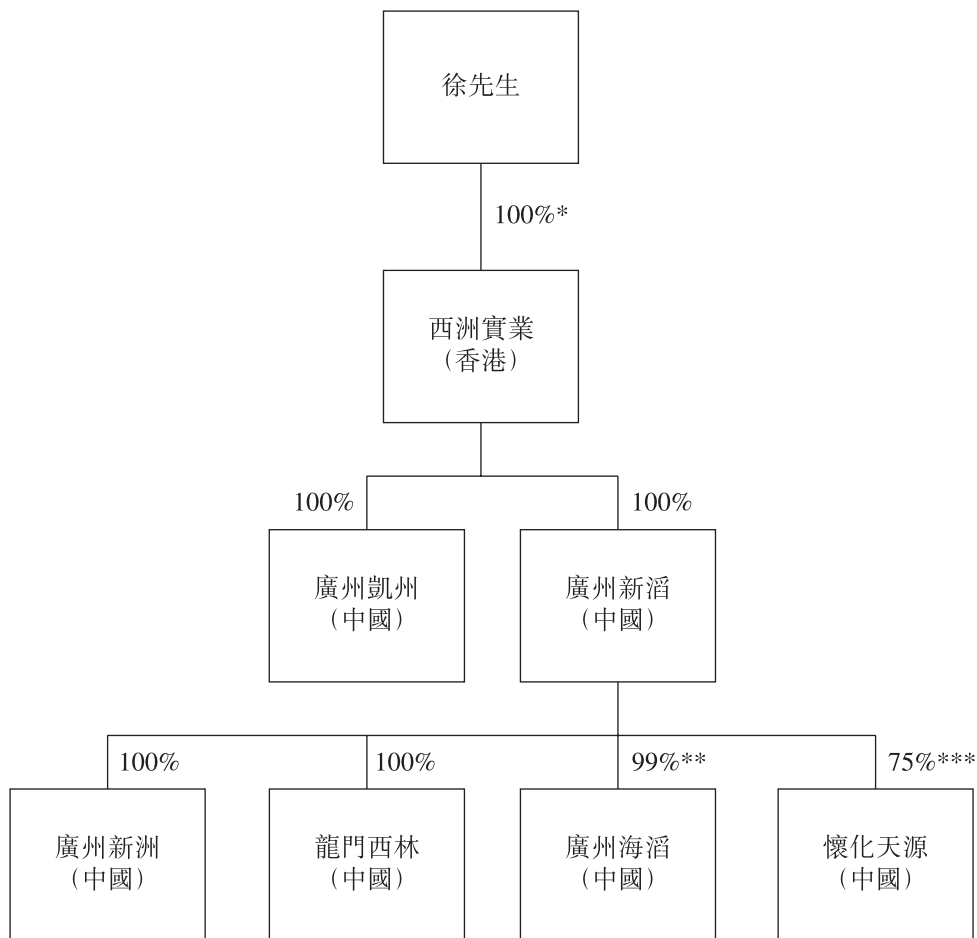 徐先生
100%*
西洲實業
（香港）
100%
100%
廣州凱州
（中國）
廣州新滔
（中國）
100%
100%
99%**
75%***
廣州新洲
（中國）
龍門西林
（中國）
廣州海滔
（中國）
懷化天源
（中國）